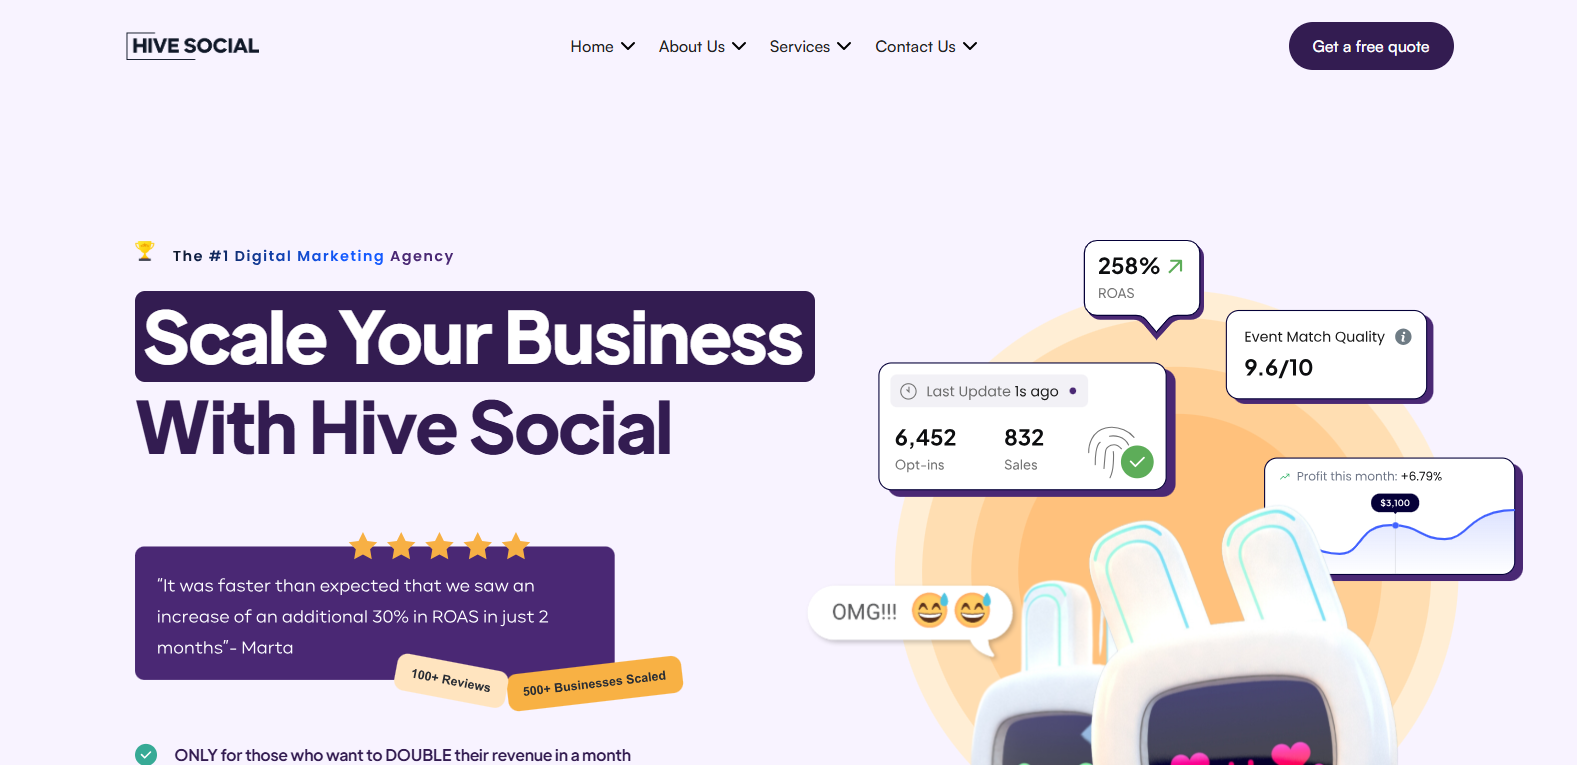 HIVE SOCIAL
Home
About Us
Services
Contact Us
Get a free quote
The #1 Digital Marketing Agency
Scale Your Business
With Hive Social
"It was faster than expected that we saw an
increase of an additional 30% in ROAS in just 2
months"- Marta
100+ Reviews
500+ Businesses Scaled
ONLY for those who want to DOUBLE their revenue in a month
258%
ROAS
Event Match Quality i
9.6/10
Last Update 1s ago
6,452
Opt-ins
832
Sales
Profit this month: +6.79%
$3,100
OMG!!!